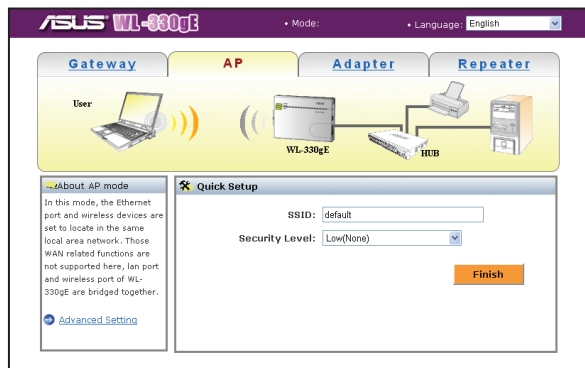 ASUS WL-330gE • Mode: • Language: English
Gateway AP Adapter Repeater
User
WL-330gE
HUB
About AP mode
In this mode, the Ethernet
port and wireless devices are
set to locate in the same
local area network. Those
WAN related functions are
not supported here, lan port
and wireless port of WL-
330gE are bridged together.
Advanced Setting
Quick Setup
SSID: default
Security Level: Low(None)
Finish